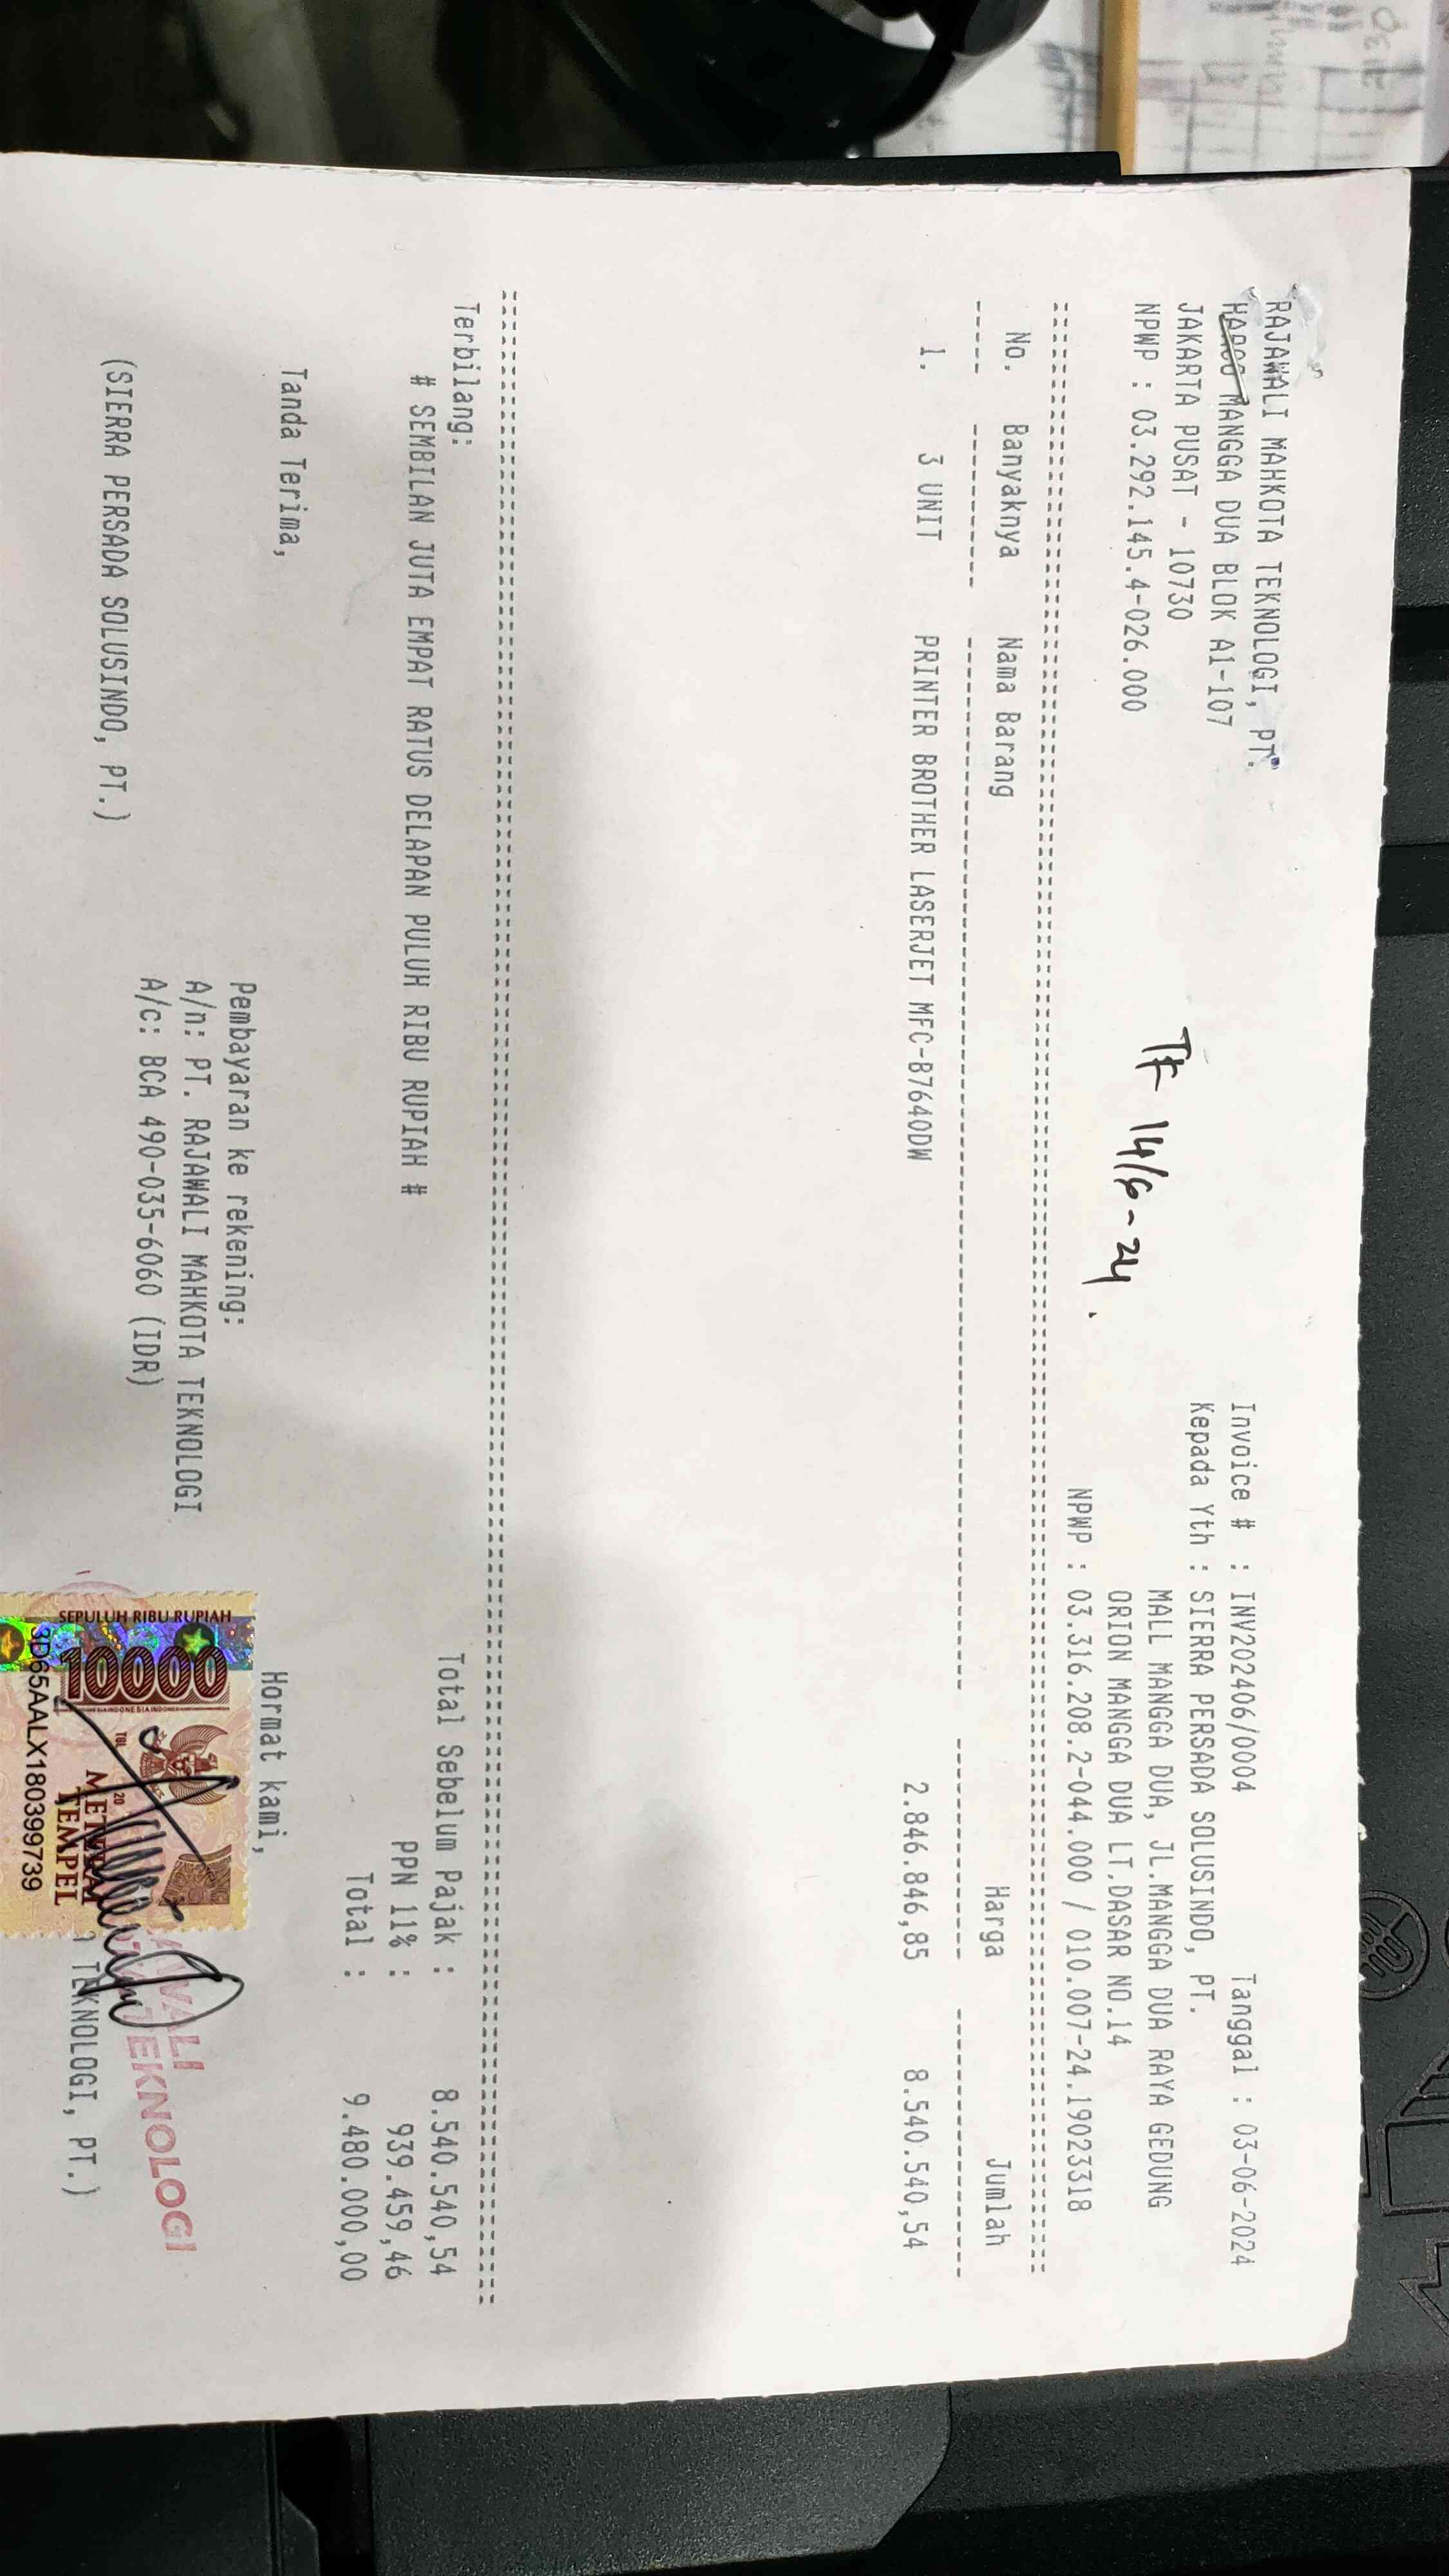 RAJAWALI MAHKOTA TEKNOLOGI, PT.
HARCO MANGGA DUA BLOK A1-107
JAKARTA PUSAT - 10730
NPWP : 03.292.145.4-026.000
TF 14/6-24.
Invoice # : INV202406/0004 Tanggal : 03-06-2024
Kepada Yth : SIERRA PERSADA SOLUSINDO, PT.
MALL MANGGA DUA, JL.MANGGA DUA RAYA GEDUNG
ORION MANGGA DUA LT.DASAR NO.14
NPWP : 03.316.208.2-044.000 / 010.007-24.19023318
No. Banyaknya Nama Barang Harga Jumlah
1. 3 UNIT PRINTER BROTHER LASERJET MFC-B7640DW 2.846.846,85 8.540.540,54
Terbilang:
# SEMBILAN JUTA EMPAT RATUS DELAPAN PULUH RIBU RUPIAH #
Total Sebelum Pajak : 8.540.540,54
PPN 11% : 939.459,46
Total : 9.480.000,00
Tanda Terima,
(SIERRA PERSADA SOLUSINDO, PT.)
Pembayaran ke rekening:
A/n: PT. RAJAWALI MAHKOTA TEKNOLOGI
A/c: BCA 490-035-6060 (IDR)
Hormat kami,
SEPULUH RIBU RUPIAH
10000
TGL 20
METERAI
TEMPEL
3D65AALX180399739
TEKNOLOGI
TEKNOLOGI, PT.)